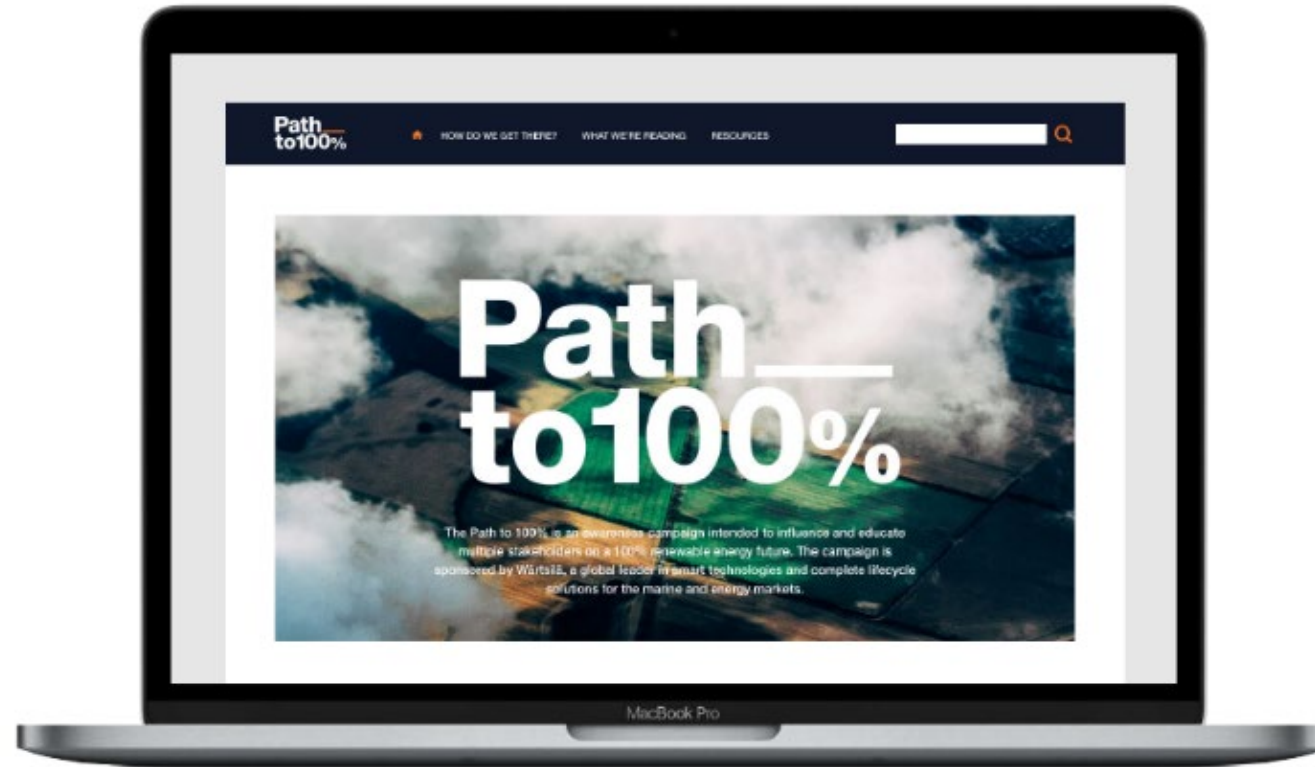 Path__
to100%
HOW DO WE GET THERE? WHAT WE'RE READING RESOURCES
Path__
to100%
The Path to 100% is an awareness campaign intended to influence and educate
multiple stakeholders on a 100% renewable energy future. The campaign is
sponsored by Wärtsilä, a global leader in smart technologies and complete lifecycle
solutions for the marine and energy markets.
MacBook Pro